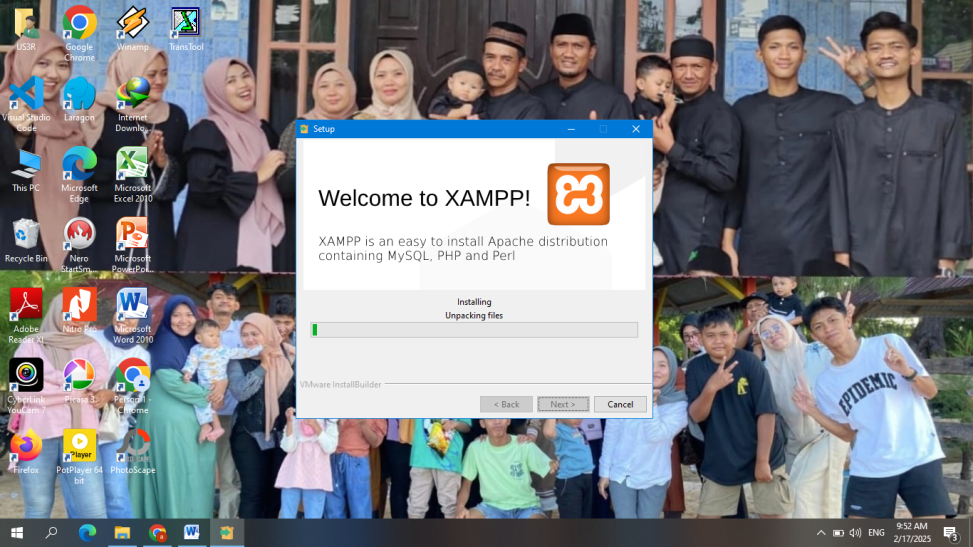 US3R
Google
Chrome
Winamp
TransTool
Visual Studio
Code
Laragon
Internet
Downlo...
This PC
Microsoft
Edge
Microsoft
Excel 2010
Recycle Bin
Nero
StartSm...
Microsoft
PowerPoi...
Adobe
Reader XI
Nitro Pro
Microsoft
Word 2010
CyberLink
YouCam 7
Picasa 3
Person 1 -
Chrome
Firefox
Player
PotPlayer 64
bit
PhotoScape
Setup
Welcome to XAMPP!
XAMPP is an easy to install Apache distribution
containing MySQL, PHP and Perl
Installing
Unpacking files
VMware InstallBuilder
< Back
Next >
Cancel
EPIDEMIC
ENG
9:52 AM
2/17/2025
3